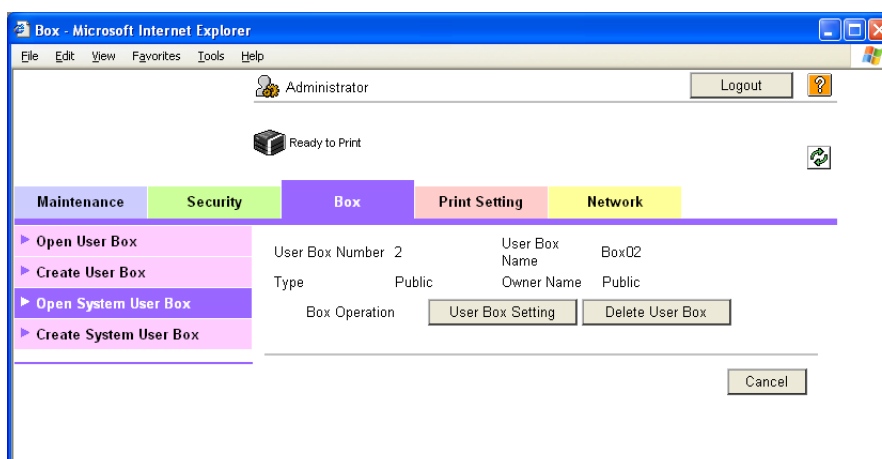 Box - Microsoft Internet Explorer
File Edit View Favorites Tools Help
Administrator Logout ?
Ready to Print
Maintenance Security Box Print Setting Network
Open User Box
Create User Box
Open System User Box
Create System User Box
User Box Number 2 User Box Name Box02
Type Public Owner Name Public
Box Operation User Box Setting Delete User Box
Cancel